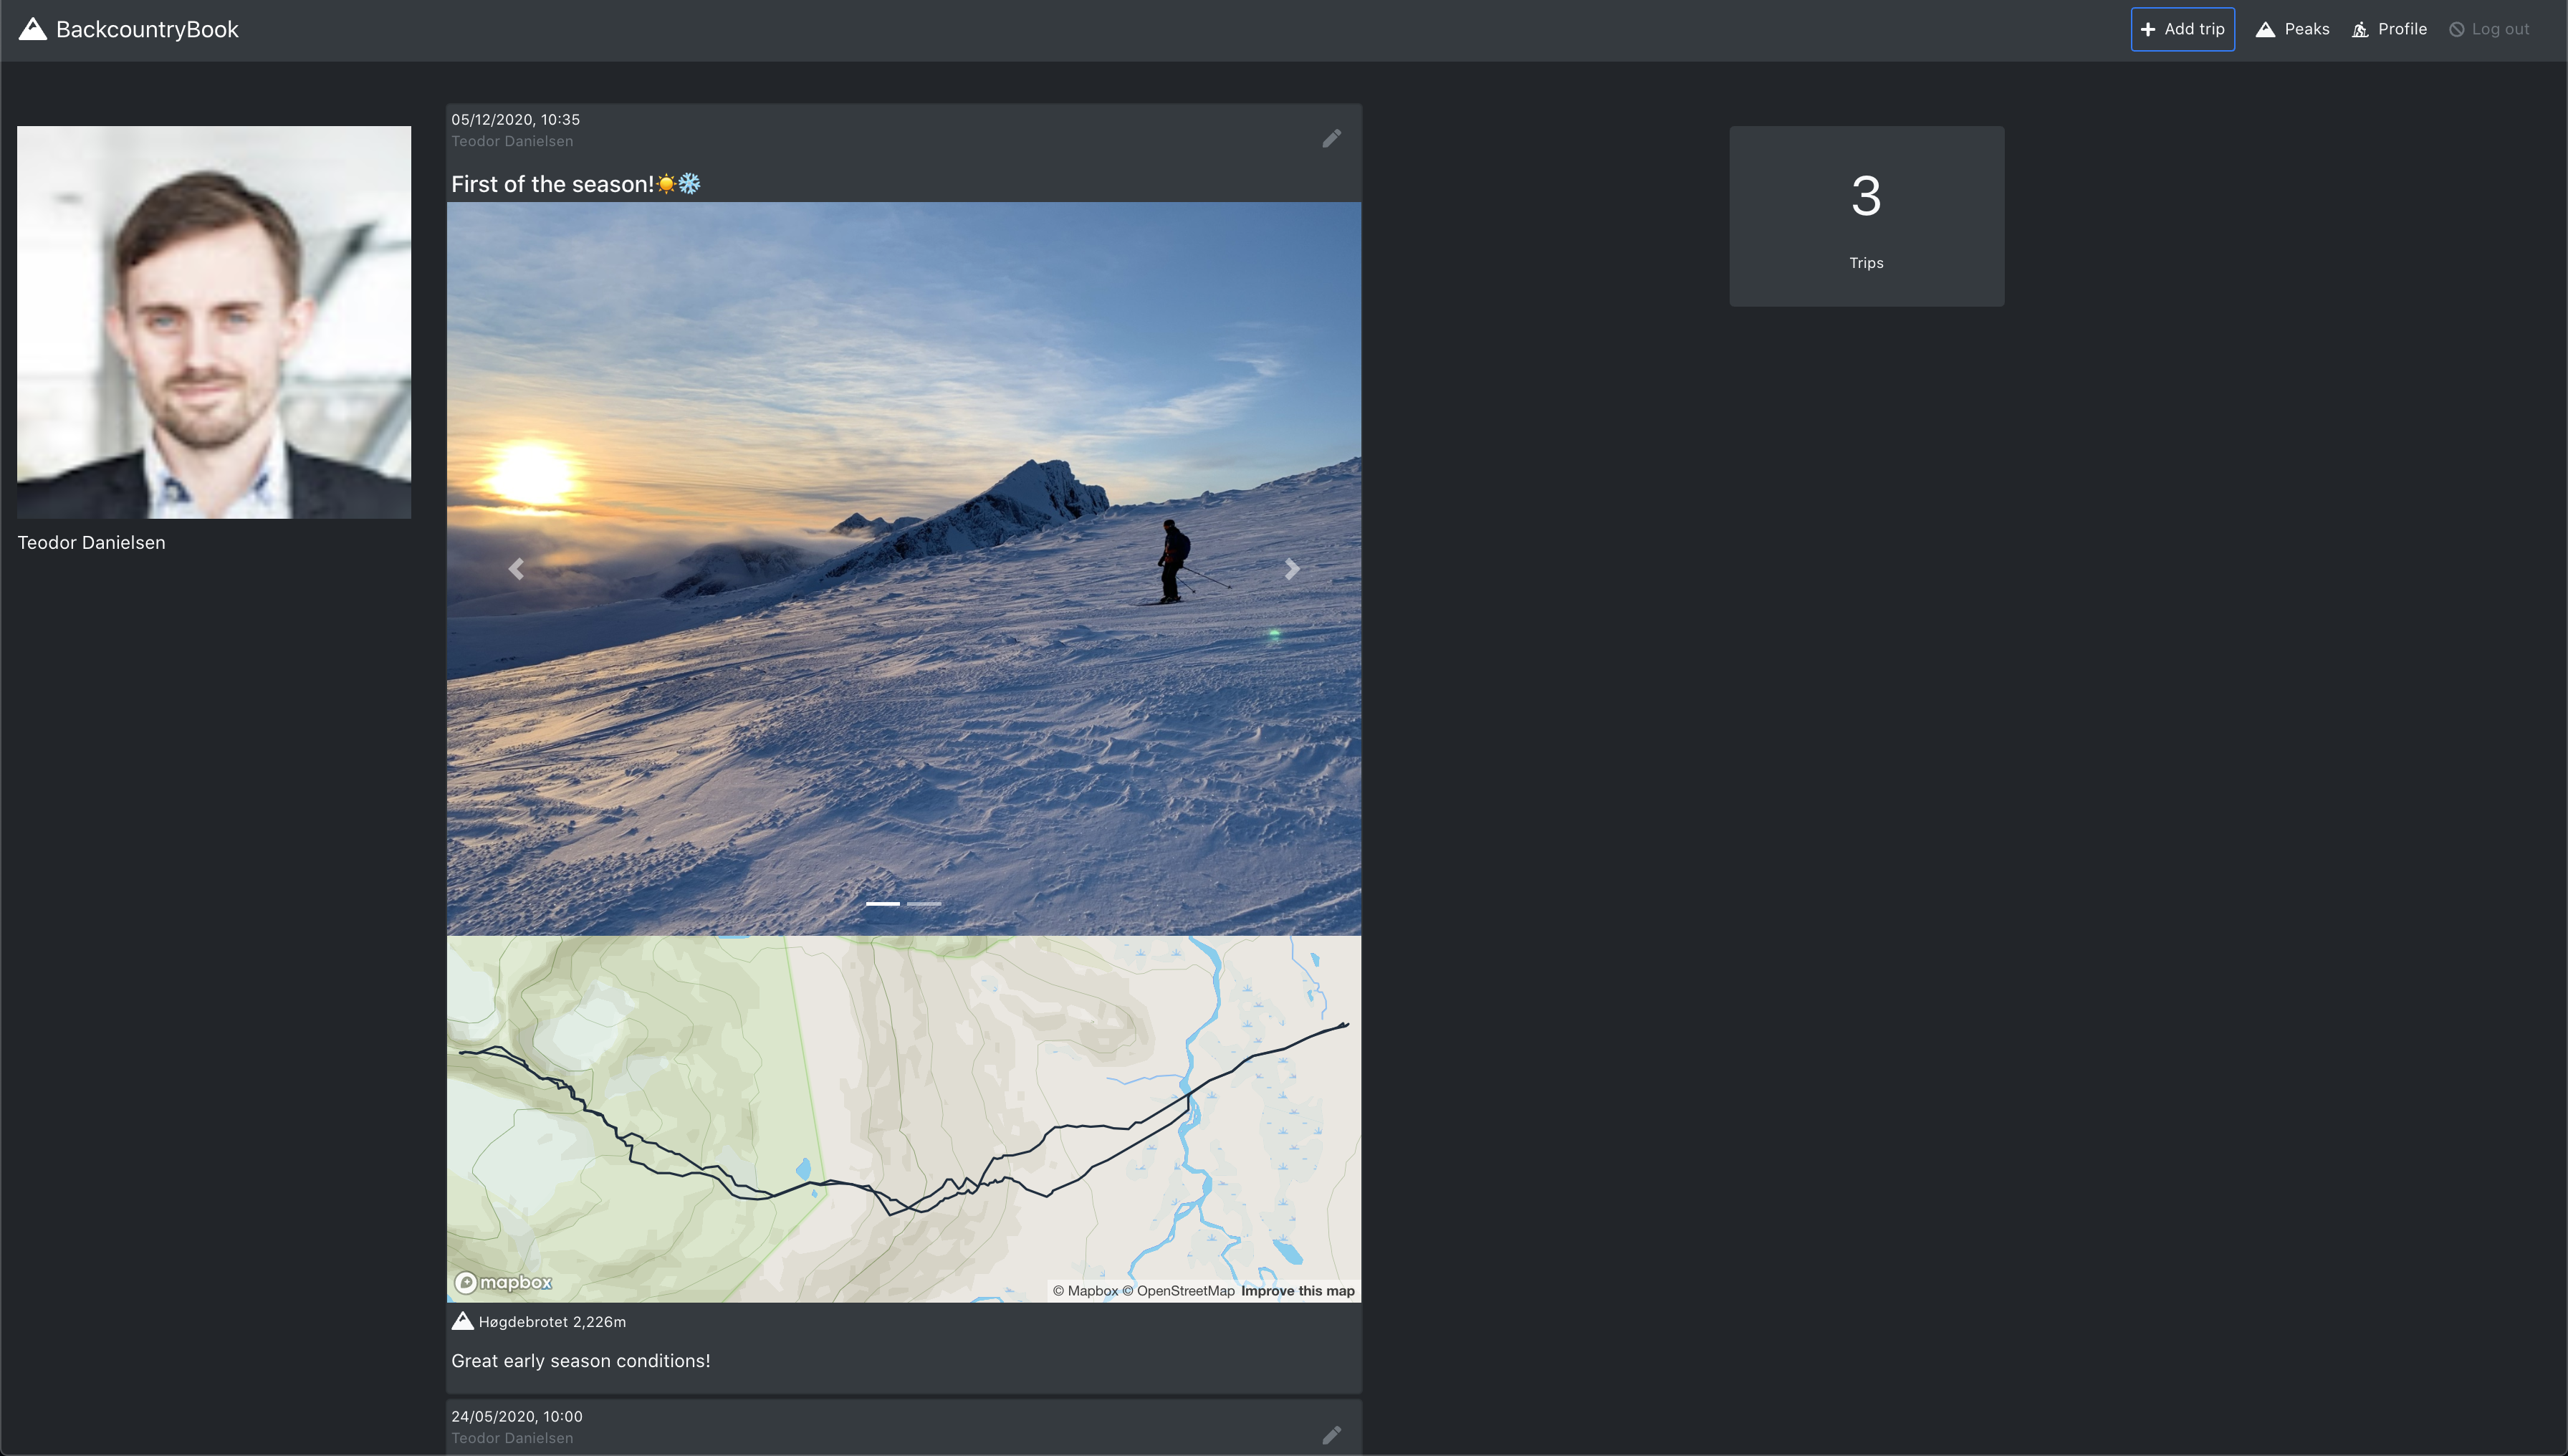 BackcountryBook
Add trip
Peaks
Profile
Log out
Teodor Danielsen
05/12/2020, 10:35
Teodor Danielsen
First of the season!☀️❄️
mapbox
© Mapbox © OpenStreetMap Improve this map
Høgdebrotet 2,226m
Great early season conditions!
24/05/2020, 10:00
Teodor Danielsen
3
Trips